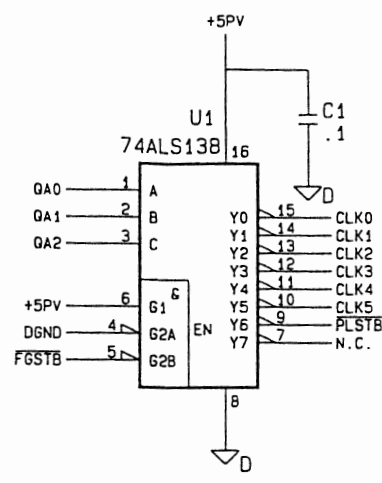 +5PV
U1
C1
.1
74ALS138
16
D
QA0 1 A
QA1 2 B
QA2 3 C
Y0 15 CLK0
Y1 14 CLK1
Y2 13 CLK2
Y3 12 CLK3
Y4 11 CLK4
Y5 10 CLK5
Y6 9 PLSTB
Y7 7 N.C.
&
+5PV 6 G1
DGND 4 G2A
FGSTB 5 G2B
EN
8
D